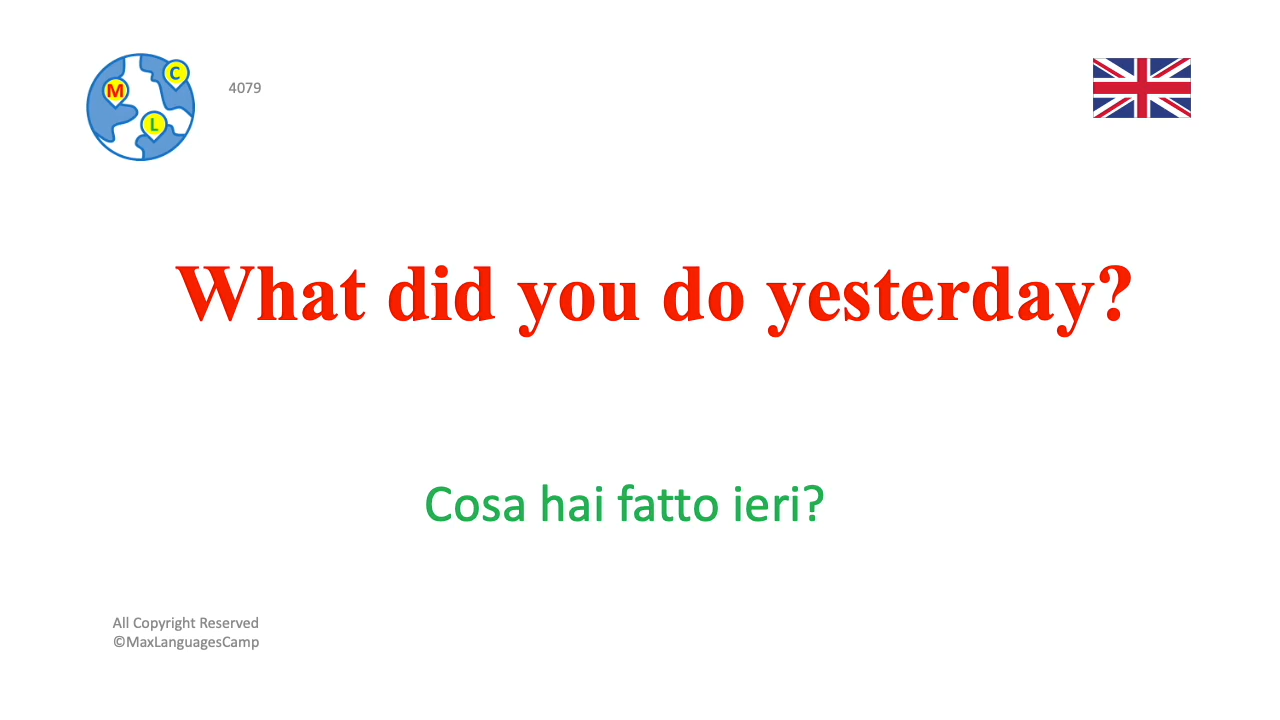 M
C
L
4079
What did you do yesterday?
Cosa hai fatto ieri?
All Copyright Reserved
©MaxLanguagesCamp